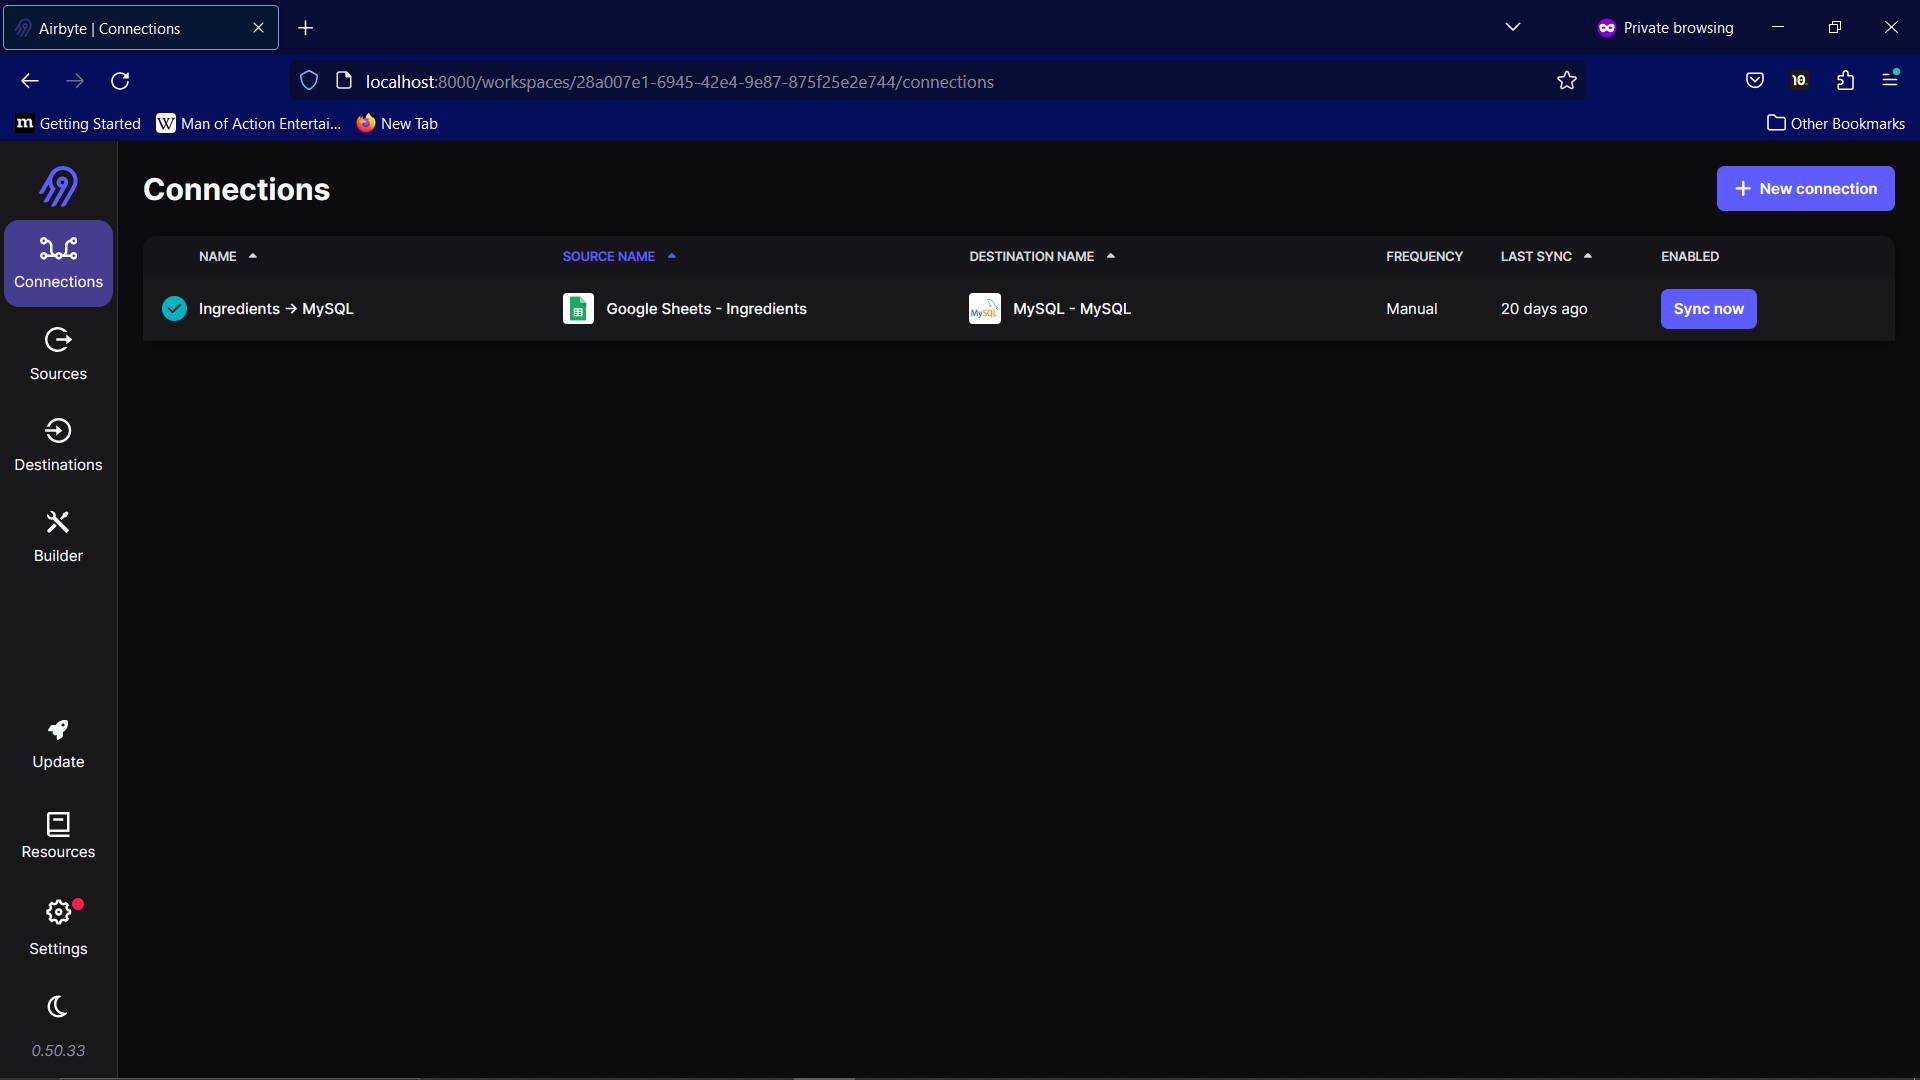 Airbyte | Connections
Private browsing
localhost:8000/workspaces/28a007e1-6945-42e4-9e87-875f25e2e744/connections
10.
m Getting Started
W Man of Action Entertai...
New Tab
Other Bookmarks
Connections
Sources
Destinations
Builder
Update
Resources
Settings
0.50.33
Connections
+ New connection
NAME
SOURCE NAME
DESTINATION NAME
FREQUENCY
LAST SYNC
ENABLED
Ingredients → MySQL
Google Sheets - Ingredients
MySQL
MySQL - MySQL
Manual
20 days ago
Sync now